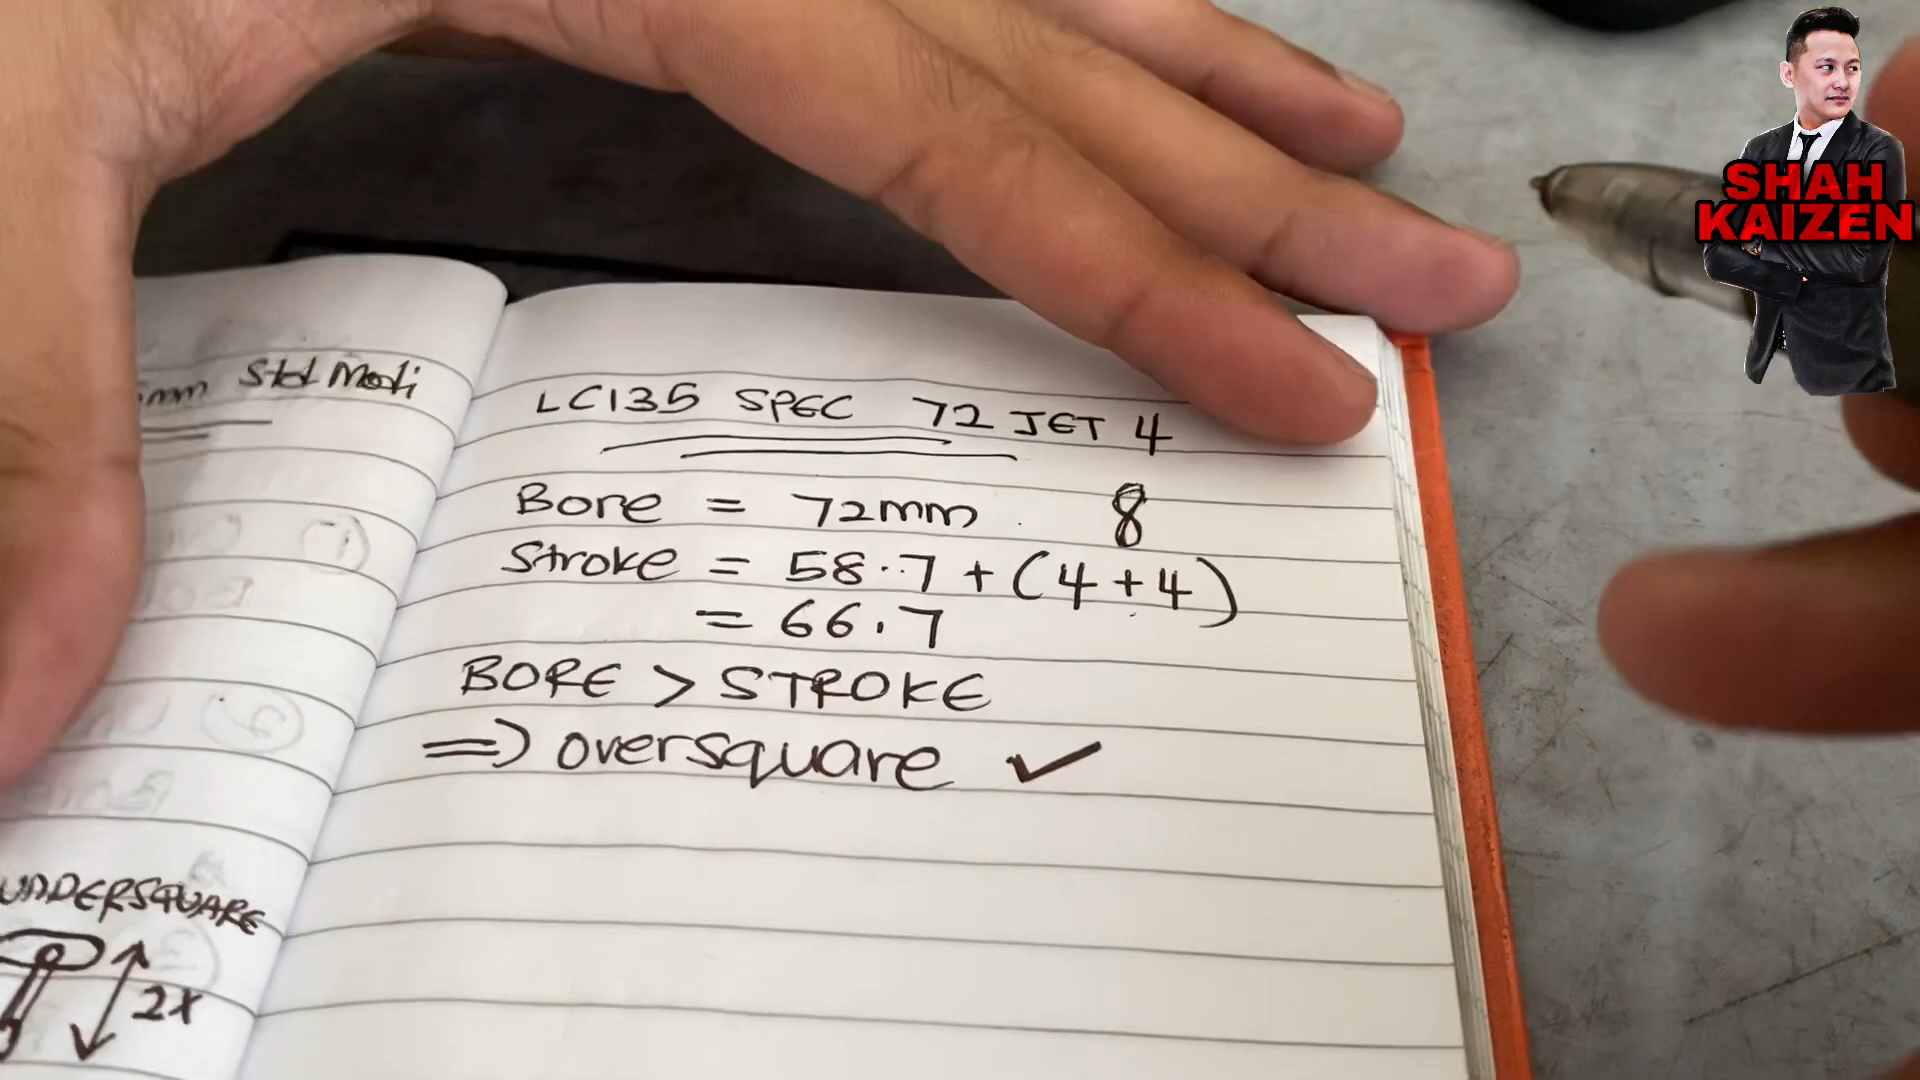 mm Std Modi
UNDERSQUARE
2x
LC135 SPEC 72 JET 4
Bore = 72mm 8
Stroke = 58.7 + (4+4)
= 66.7
BORE > STROKE
=> oversquare ✓
SHAH
KAIZEN